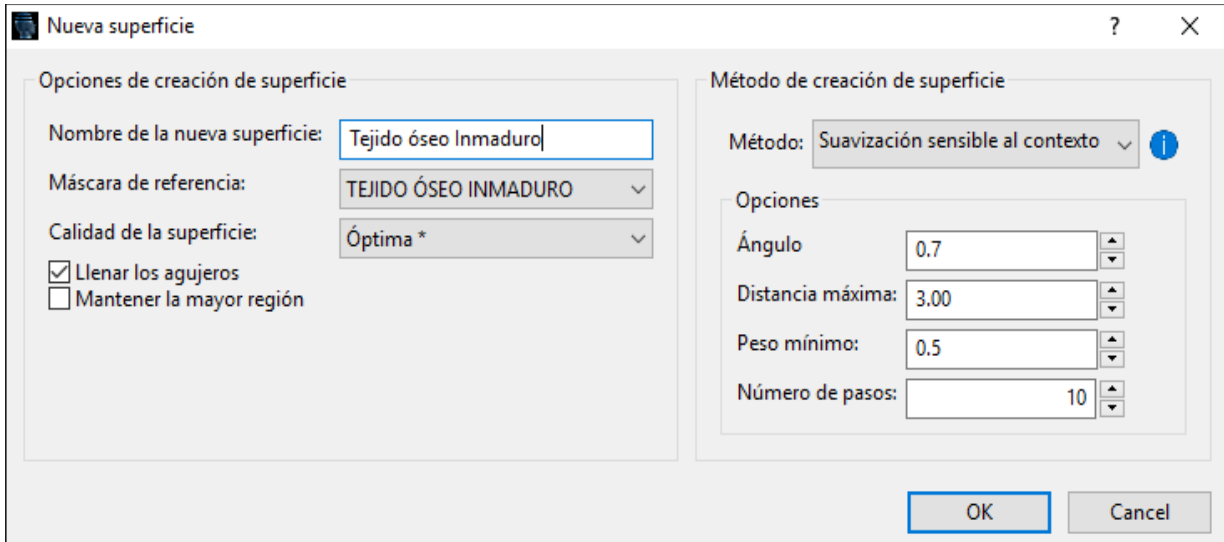 Nueva superficie
?
Opciones de creación de superficie
Nombre de la nueva superficie: Tejido óseo Inmaduro
Máscara de referencia: TEJIDO ÓSEO INMADURO
Calidad de la superficie: Óptima *
Llenar los agujeros
Mantener la mayor región
Método de creación de superficie
Método: Suavización sensible al contexto i
Opciones
Ángulo 0.7
Distancia máxima: 3.00
Peso mínimo: 0.5
Número de pasos: 10
OK Cancel